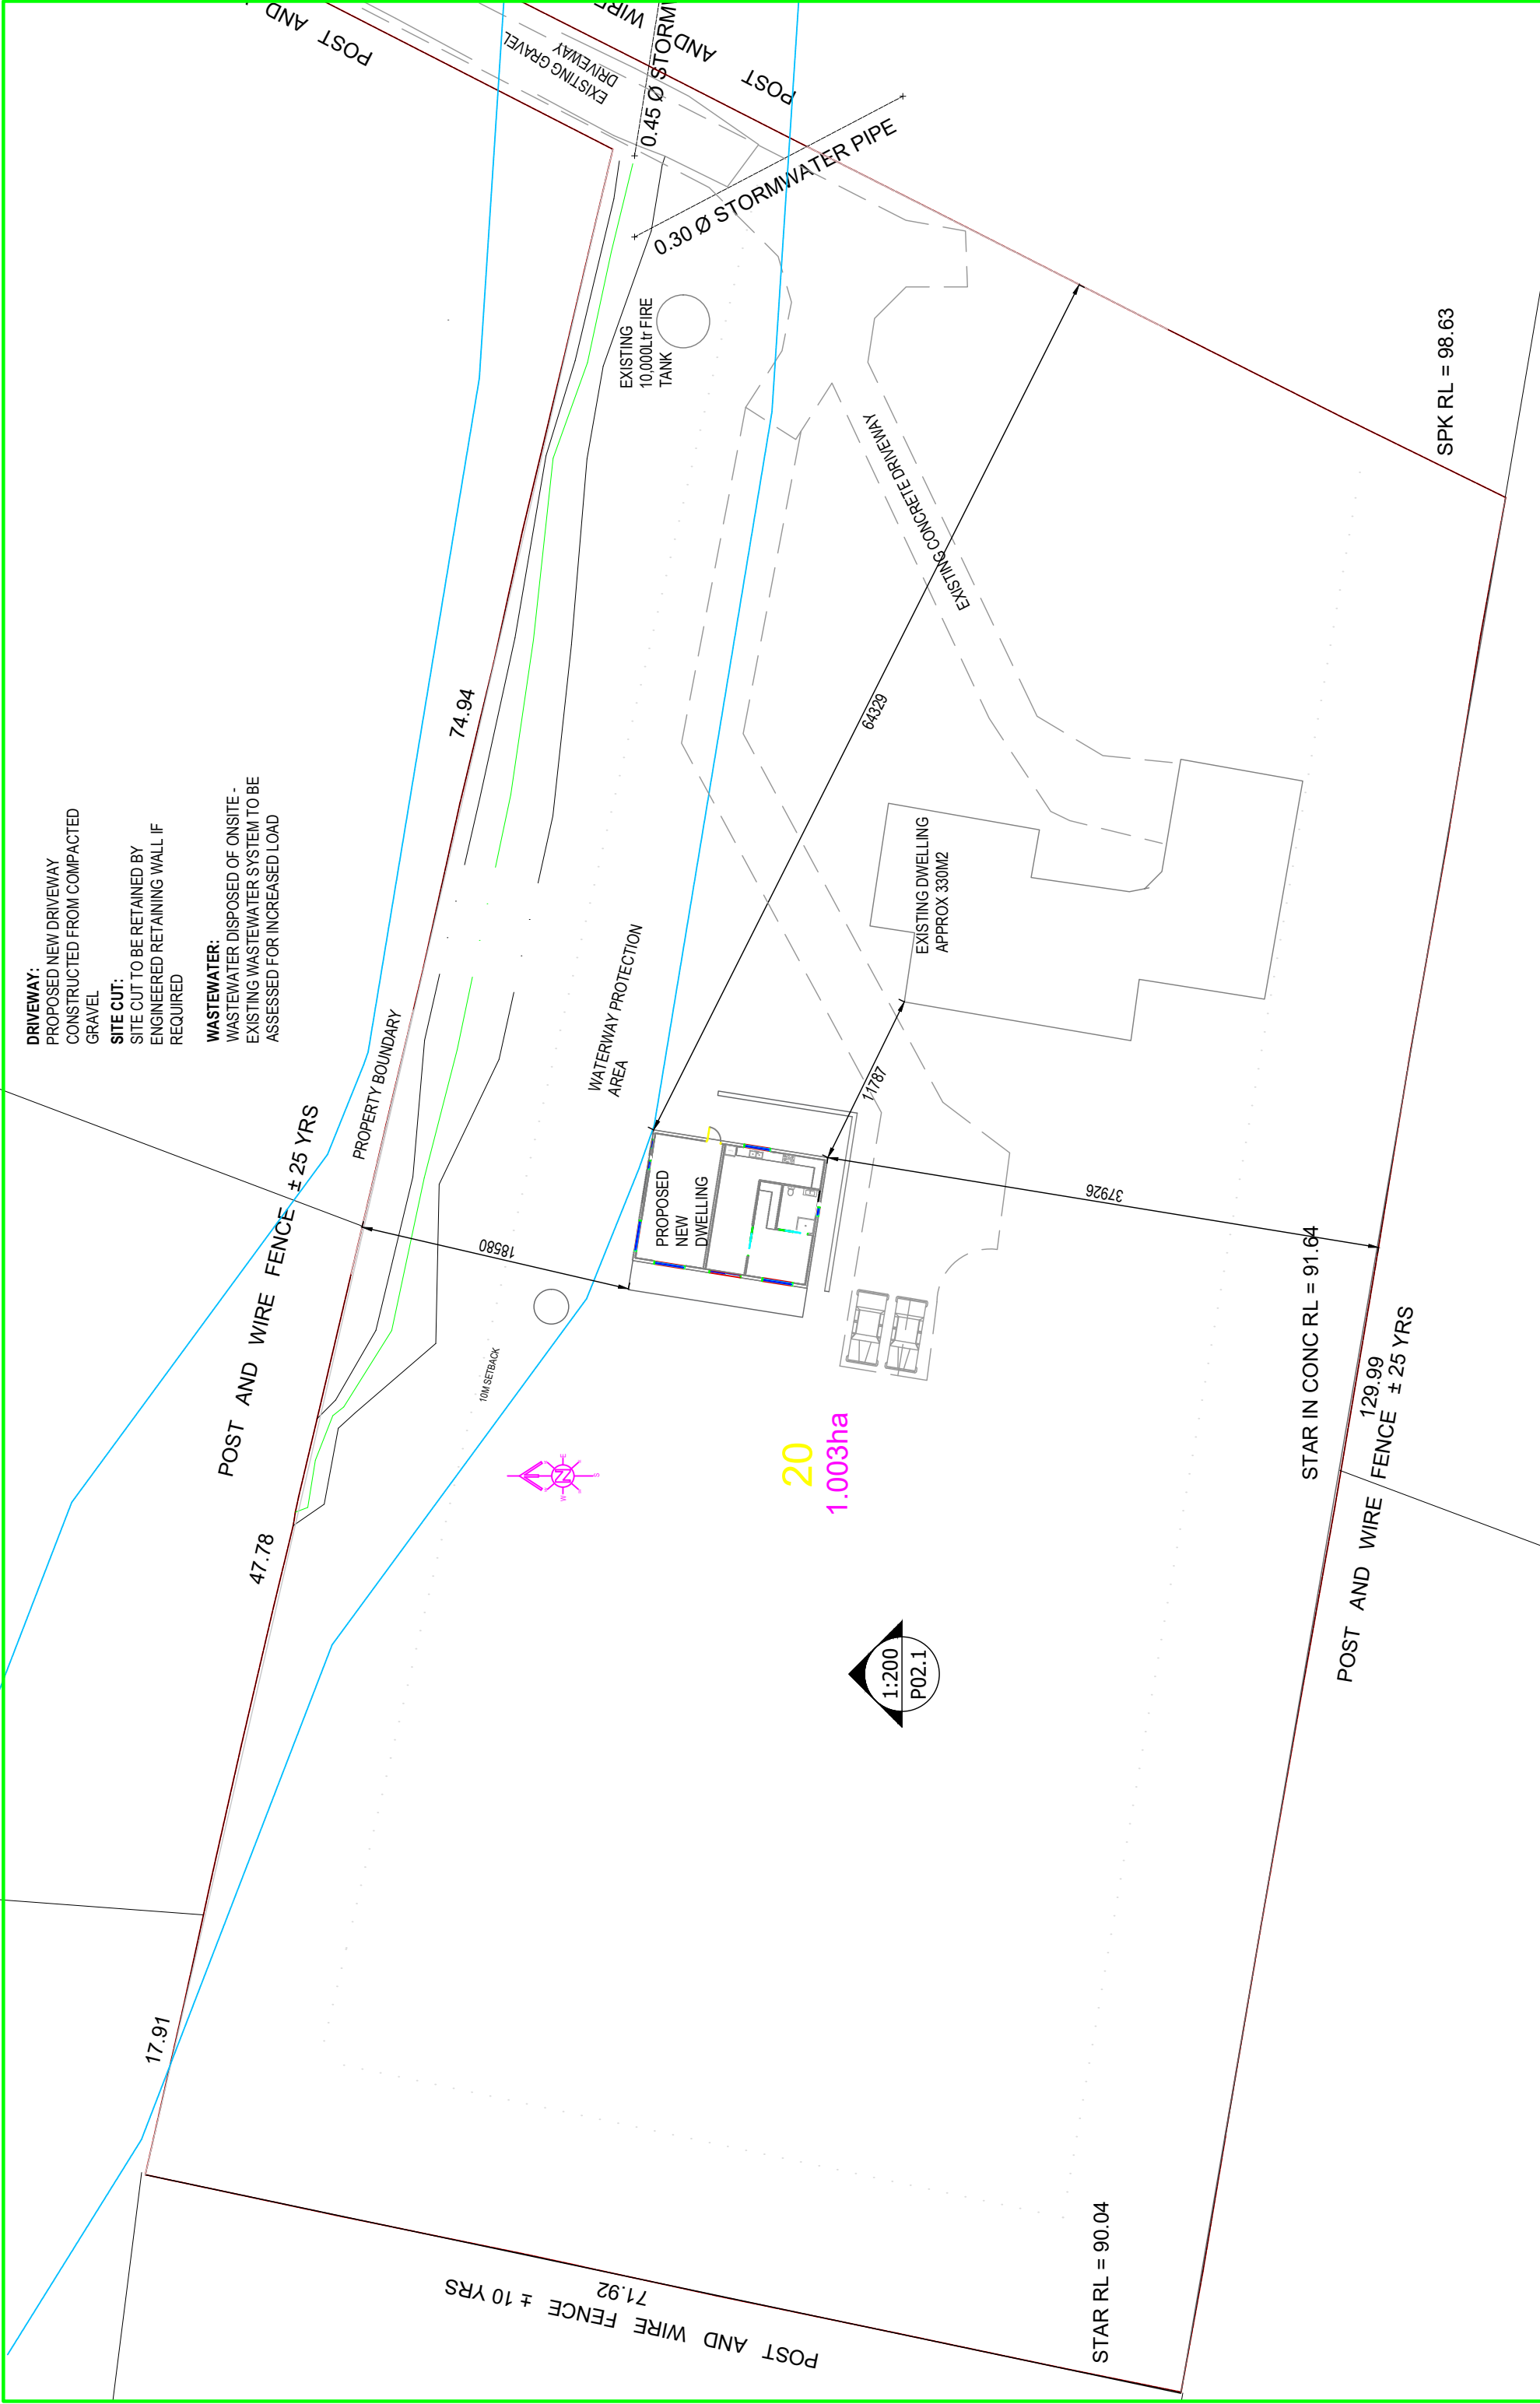 DRIVEWAY:
PROPOSED NEW DRIVEWAY
CONSTRUCTED FROM COMPACTED
GRAVEL
SITE CUT:
SITE CUT TO BE RETAINED BY
ENGINEERED RETAINING WALL IF
REQUIRED
WASTEWATER:
WASTEWATER DISPOSED OF ONSITE -
EXISTING WASTEWATER SYSTEM TO BE
ASSESSED FOR INCREASED LOAD
POST AND
EXISTING GRAVEL
DRIVEWAY
POST AND WIRE
0.45 Ø STORMW
0.30 Ø STORMWATER PIPE
EXISTING
10,000Ltr FIRE
TANK
74.94
PROPERTY BOUNDARY
POST AND WIRE FENCE ± 25 YRS
47.78
17.91
WATERWAY PROTECTION
AREA
18580
10M SETBACK
PROPOSED
NEW
DWELLING
64329
11787
37926
EXISTING CONCRETE DRIVEWAY
EXISTING DWELLING
APPROX 330M2
N
E
S
W
20
1.003ha
1:200
P02.1
SPK RL = 98.63
STAR IN CONC RL = 91.64
129.99
POST AND WIRE FENCE ± 25 YRS
STAR RL = 90.04
71.92
POST AND WIRE FENCE ± 10 YRS